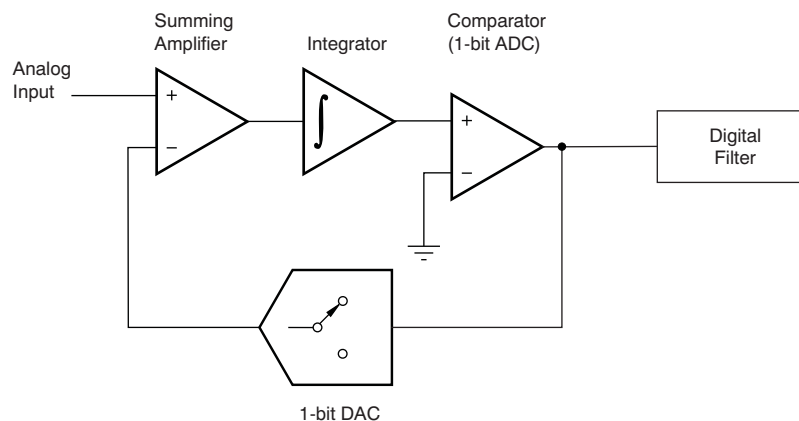 Summing
Amplifier
Integrator
Comparator
(1-bit ADC)
Analog
Input
+
−
∫
+
−
Digital
Filter
1-bit DAC